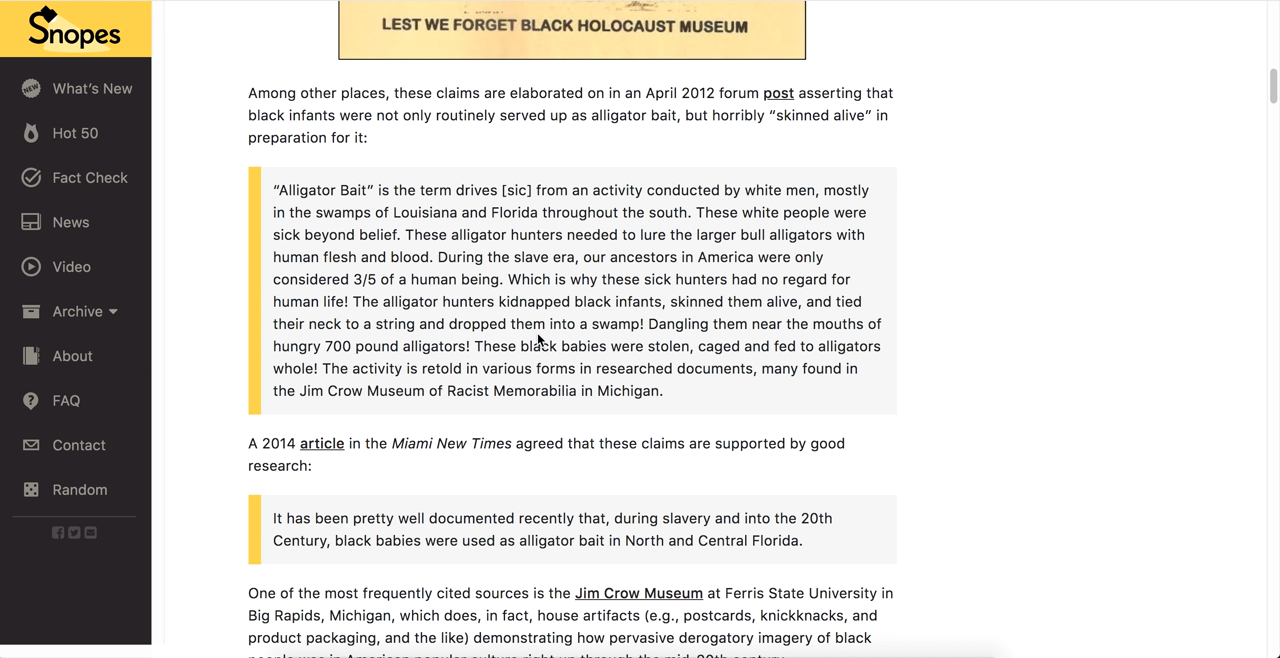 Snopes
NEW What's New
Hot 50
Fact Check
News
Video
Archive
About
FAQ
Contact
Random
LEST WE FORGET BLACK HOLOCAUST MUSEUM
Among other places, these claims are elaborated on in an April 2012 forum post asserting that
black infants were not only routinely served up as alligator bait, but horribly “skinned alive” in
preparation for it:
“Alligator Bait” is the term drives [sic] from an activity conducted by white men, mostly
in the swamps of Louisiana and Florida throughout the south. These white people were
sick beyond belief. These alligator hunters needed to lure the larger bull alligators with
human flesh and blood. During the slave era, our ancestors in America were only
considered 3/5 of a human being. Which is why these sick hunters had no regard for
human life! The alligator hunters kidnapped black infants, skinned them alive, and tied
their neck to a string and dropped them into a swamp! Dangling them near the mouths of
hungry 700 pound alligators! These black babies were stolen, caged and fed to alligators
whole! The activity is retold in various forms in researched documents, many found in
the Jim Crow Museum of Racist Memorabilia in Michigan.
A 2014 article in the Miami New Times agreed that these claims are supported by good
research:
It has been pretty well documented recently that, during slavery and into the 20th
Century, black babies were used as alligator bait in North and Central Florida.
One of the most frequently cited sources is the Jim Crow Museum at Ferris State University in
Big Rapids, Michigan, which does, in fact, house artifacts (e.g., postcards, knickknacks, and
product packaging, and the like) demonstrating how pervasive derogatory imagery of black
people was in American popular culture right up through the mid-20th century.